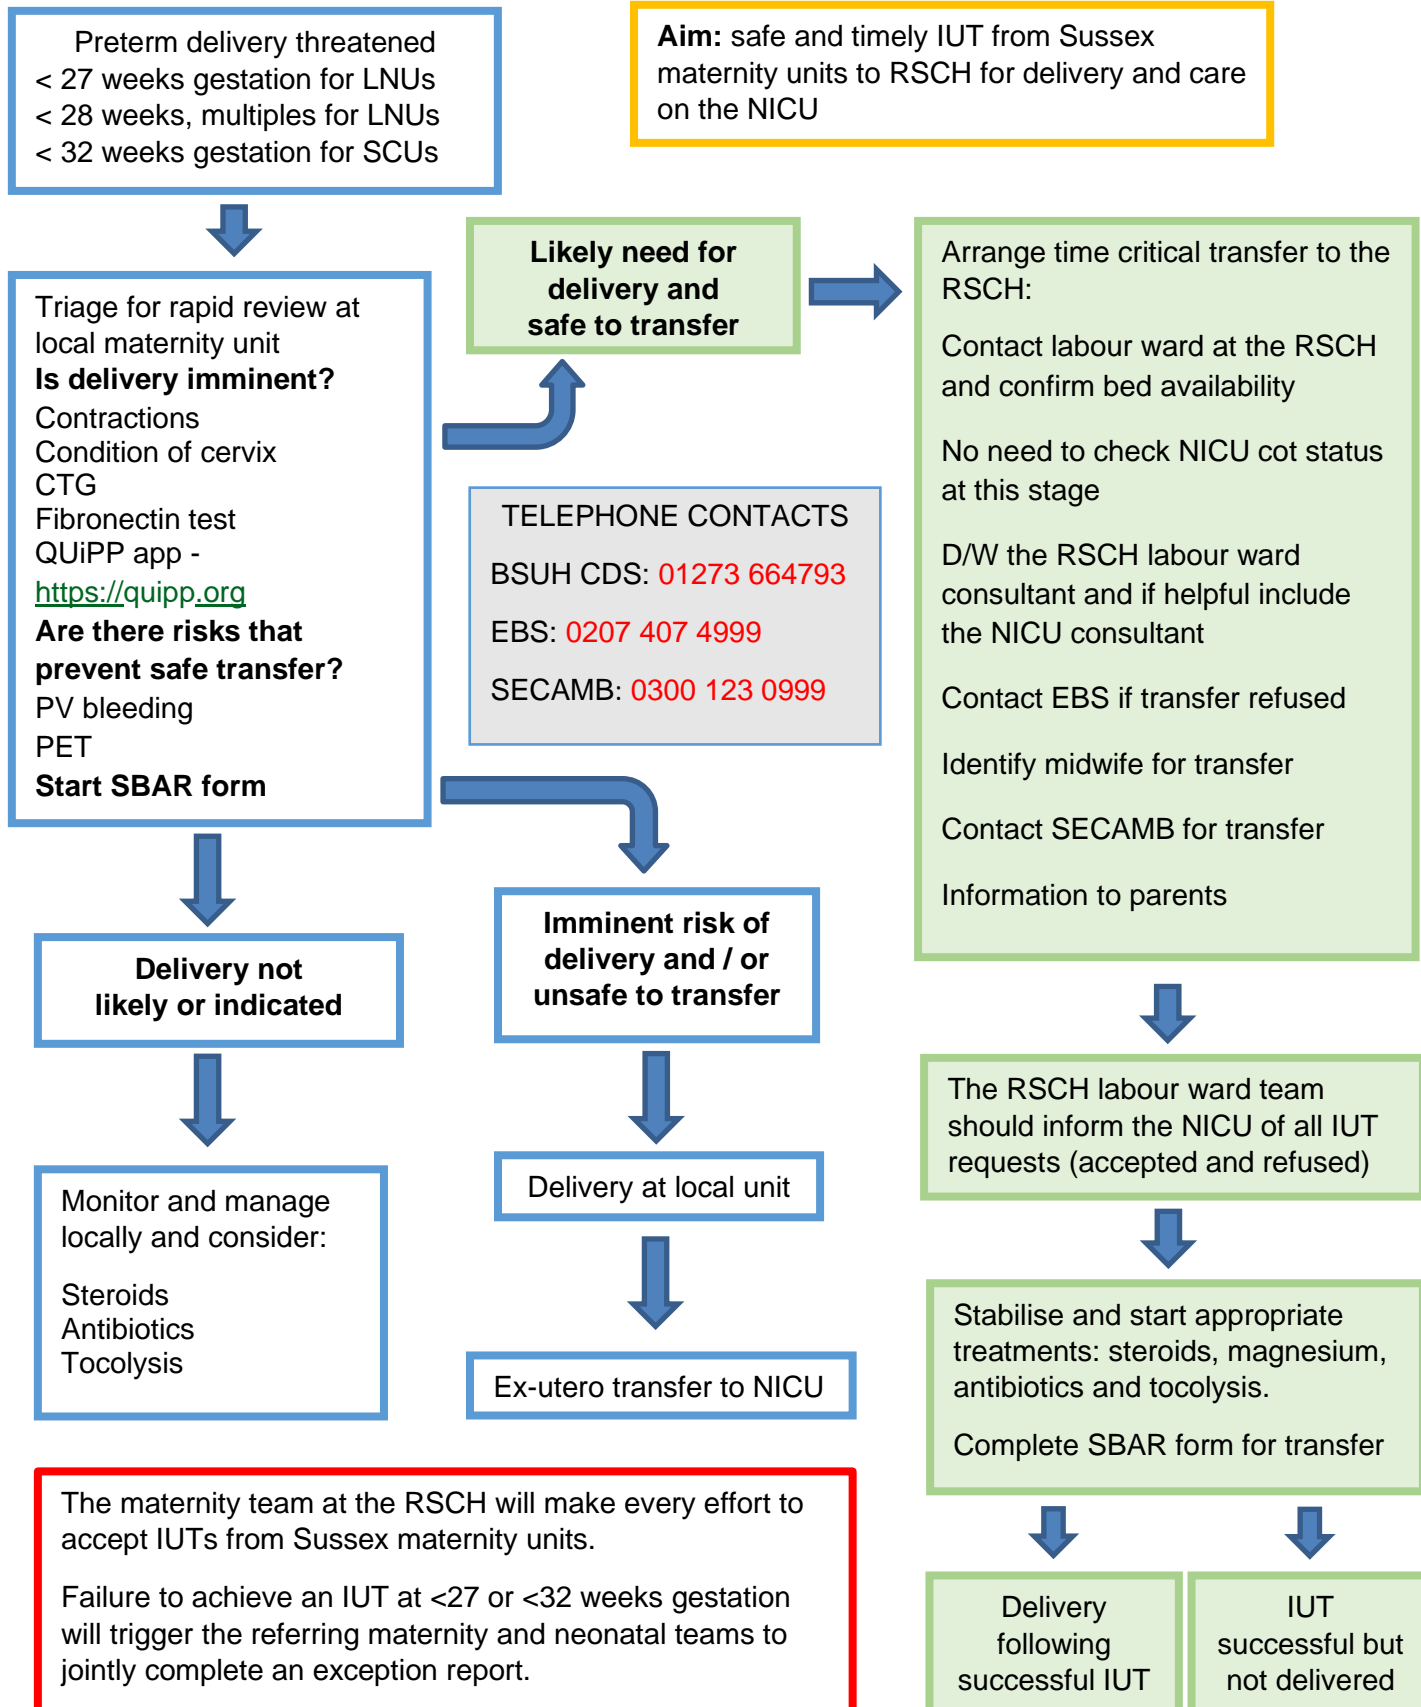 Preterm delivery threatened
< 27 weeks gestation for LNUs
< 28 weeks, multiples for LNUs
< 32 weeks gestation for SCUs
Aim: safe and timely IUT from Sussex
maternity units to RSCH for delivery and care
on the NICU
Triage for rapid review at
local maternity unit
Is delivery imminent?
Contractions
Condition of cervix
CTG
Fibronectin test
QUiPP app -
https://quipp.org
Are there risks that
prevent safe transfer?
PV bleeding
PET
Start SBAR form
Likely need for
delivery and
safe to transfer
Arrange time critical transfer to the
RSCH:
Contact labour ward at the RSCH
and confirm bed availability
No need to check NICU cot status
at this stage
D/W the RSCH labour ward
consultant and if helpful include
the NICU consultant
Contact EBS if transfer refused
Identify midwife for transfer
Contact SECAMB for transfer
Information to parents
TELEPHONE CONTACTS
BSUH CDS: 01273 664793
EBS: 0207 407 4999
SECAMB: 0300 123 0999
Delivery not
likely or indicated
Imminent risk of
delivery and / or
unsafe to transfer
Monitor and manage
locally and consider:
Steroids
Antibiotics
Tocolysis
Delivery at local unit
Ex-utero transfer to NICU
The RSCH labour ward team
should inform the NICU of all IUT
requests (accepted and refused)
Stabilise and start appropriate
treatments: steroids, magnesium,
antibiotics and tocolysis.
Complete SBAR form for transfer
The maternity team at the RSCH will make every effort to
accept IUTs from Sussex maternity units.
Failure to achieve an IUT at <27 or <32 weeks gestation
will trigger the referring maternity and neonatal teams to
jointly complete an exception report.
Delivery
following
successful IUT
IUT
successful but
not delivered